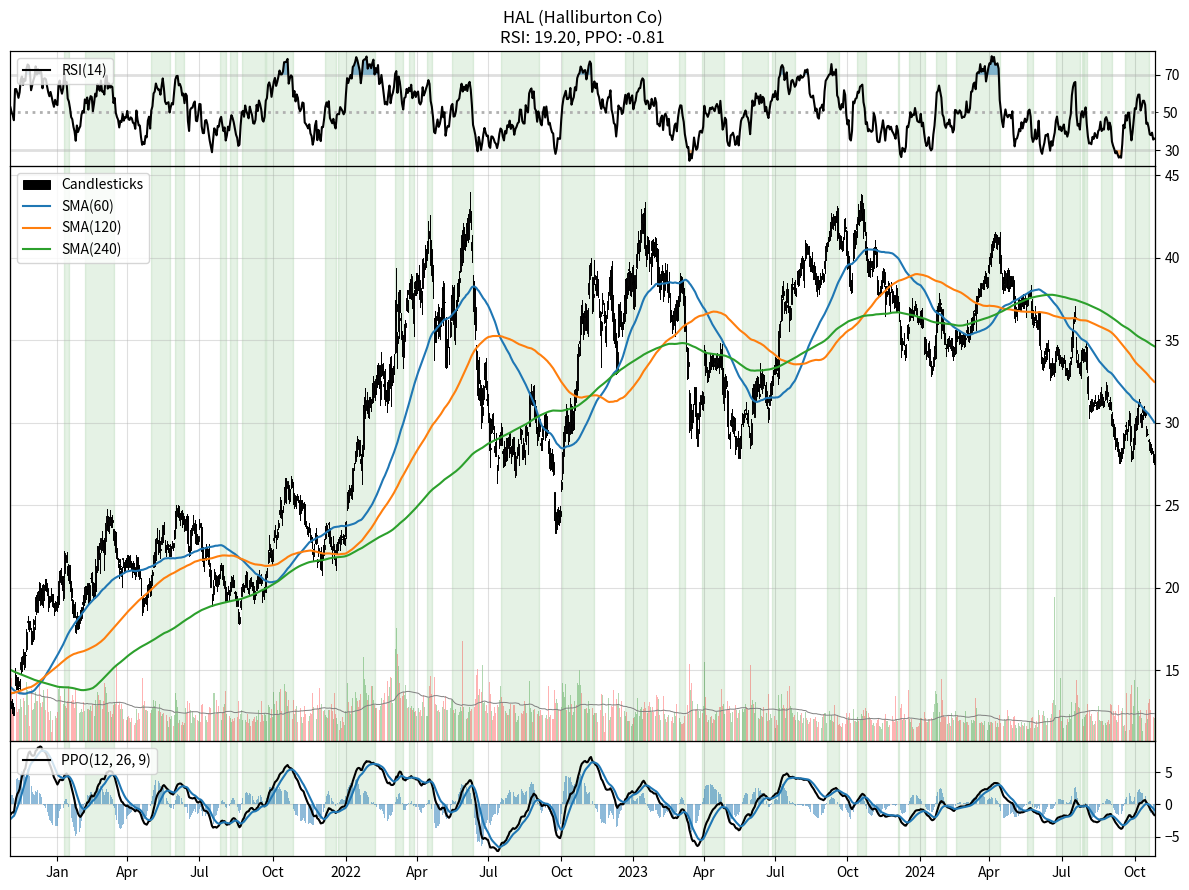 HAL (Halliburton Co)
RSI: 19.20, PPO: -0.81
RSI(14)
70
50
30
Candlesticks
SMA(60)
SMA(120)
SMA(240)
45
40
35
30
25
20
15
PPO(12, 26, 9)
5
0
−5
Jan Apr Jul Oct 2022 Apr Jul Oct 2023 Apr Jul Oct 2024 Apr Jul Oct